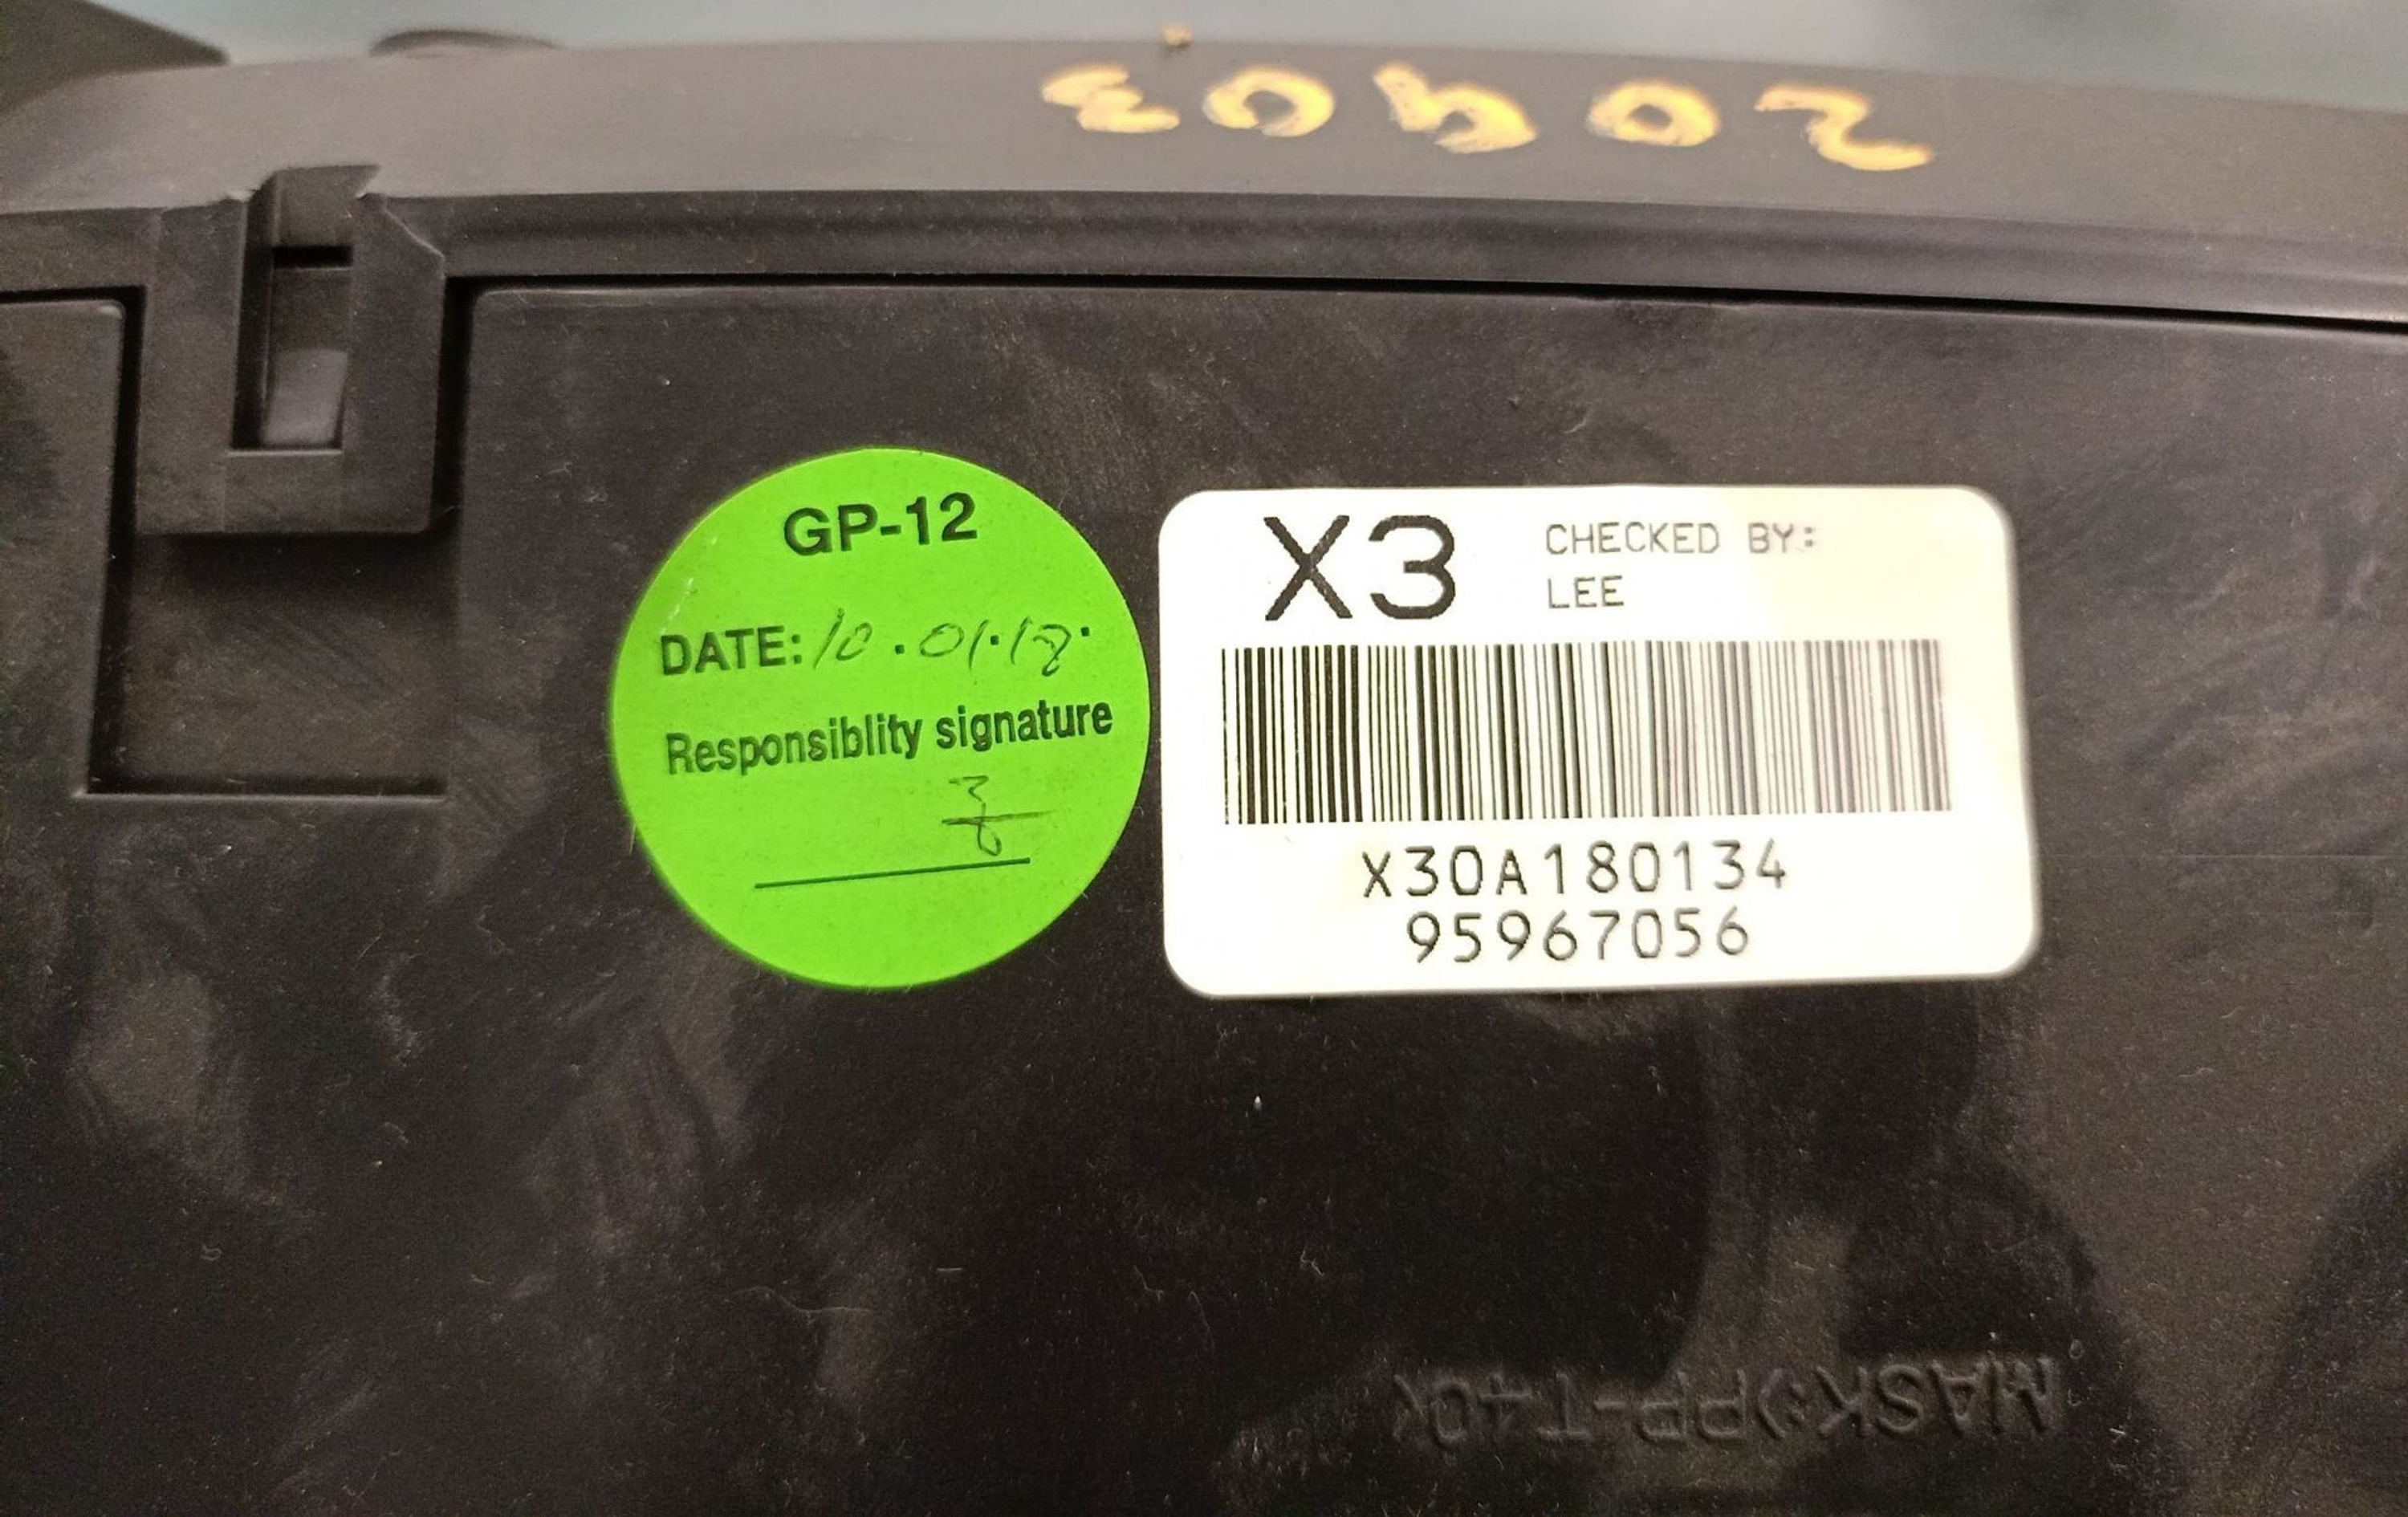 20403
GP-12
DATE: 10.01.18.
Responsiblity signature
X3
CHECKED BY:
LEE
X30A180134
95967056
MASK:>PP-T40<